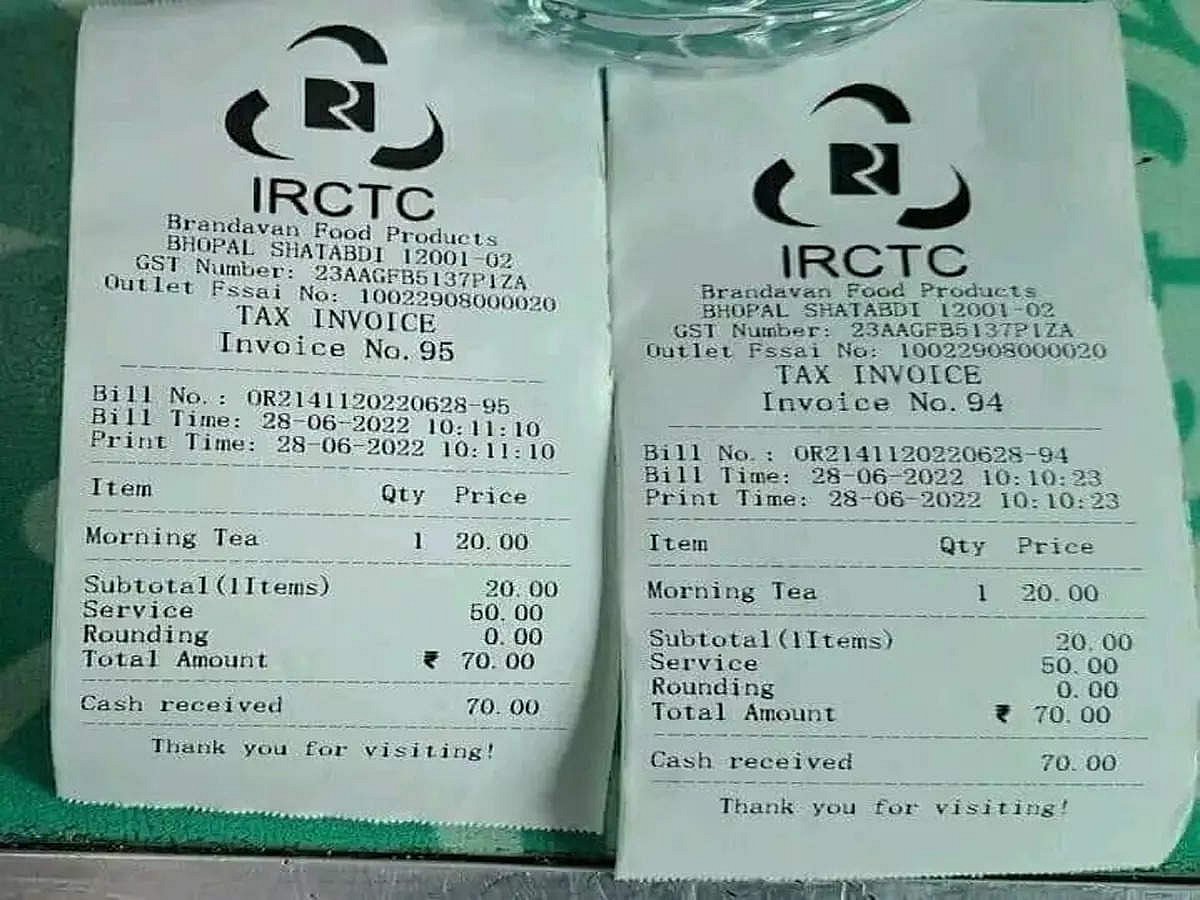 IRCTC
Brandavan Food Products
BHOPAL SHATABDI 12001-02
GST Number: 23AAGFB5137P1ZA
Outlet Fssai No: 10022908000020
TAX INVOICE
Invoice No. 95
Bill No.: OR2141120220628-95
Bill Time: 28-06-2022 10:11:10
Print Time: 28-06-2022 10:11:10
Item Qty Price
Morning Tea 1 20.00
Subtotal(1Items) 20.00
Service 50.00
Rounding 0.00
Total Amount ₹ 70.00
Cash received 70.00
Thank you for visiting!
IRCTC
Brandavan Food Products
BHOPAL SHATABDI 12001-02
GST Number: 23AAGFB5137P1ZA
Outlet Fssai No: 10022908000020
TAX INVOICE
Invoice No. 94
Bill No.: OR2141120220628-94
Bill Time: 28-06-2022 10:10:23
Print Time: 28-06-2022 10:10:23
Item Qty Price
Morning Tea 1 20.00
Subtotal(1Items) 20.00
Service 50.00
Rounding 0.00
Total Amount ₹ 70.00
Cash received 70.00
Thank you for visiting!